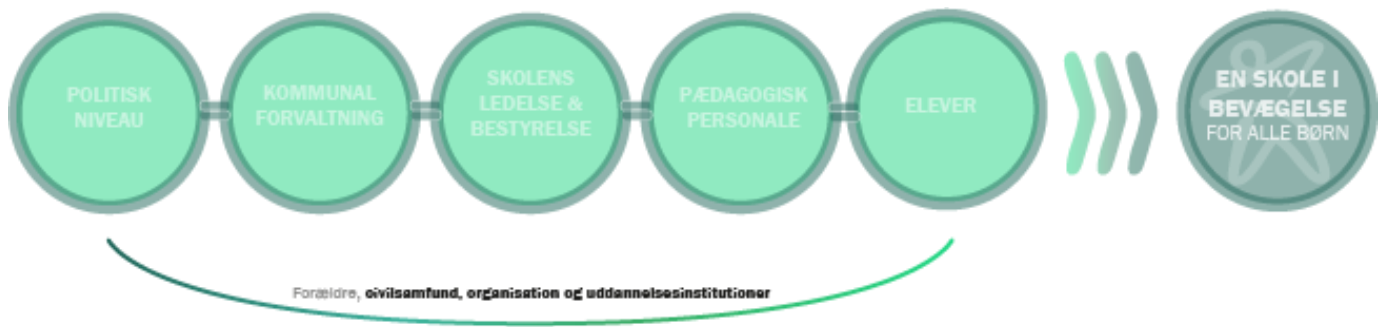 POLITISK
NIVEAU
KOMMUNAL
FORVALTNING
SKOLENS
LEDELSE &
BESTYRELSE
PÆDAGOGISK
PERSONALE
ELEVER
EN SKOLE I
BEVÆGELSE
FOR ALLE BØRN
Forældre, civilsamfund, organisation og uddannelsesinstitutioner